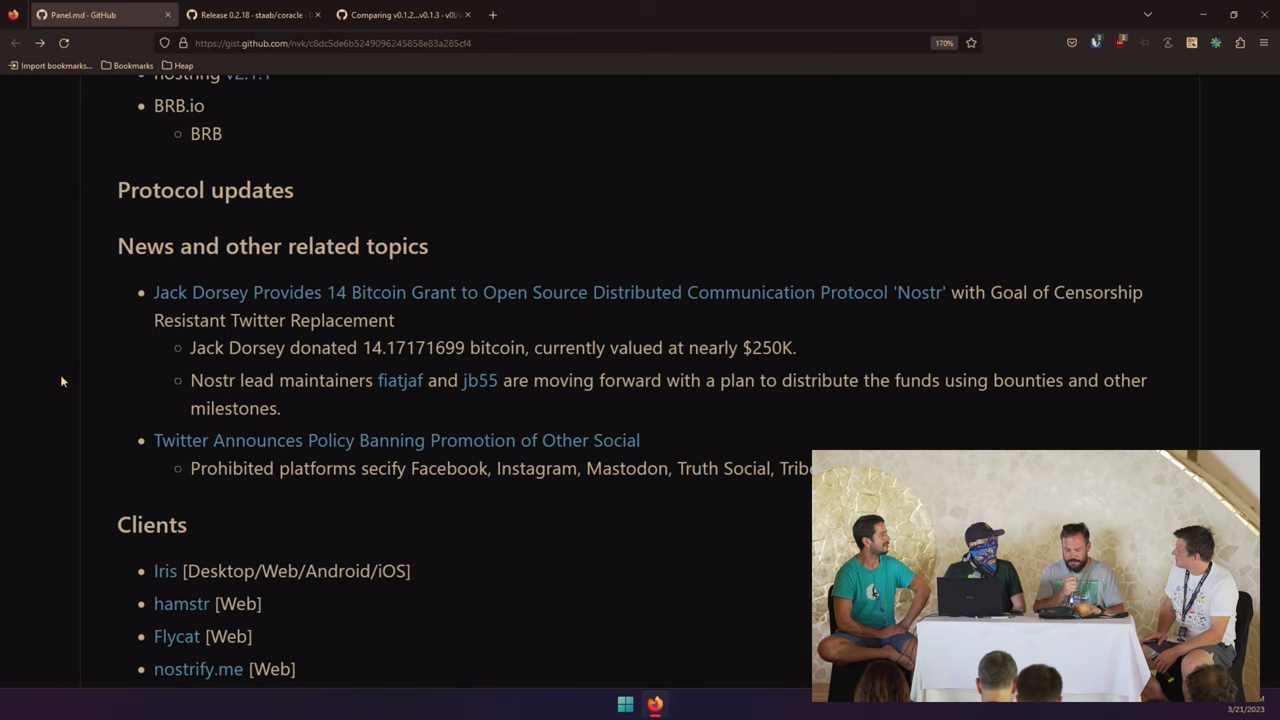 Panel.md - GitHub
Release 0.2.18 - staab/coracle -
Comparing v0.1.2...v0.1.3 - v0l/
https://gist.github.com/nvk/c8dc5de6b5249096245858e83a285cf4
170%
Import bookmarks...
Bookmarks
Heap
nostring v2.1.1
BRB.io
BRB
Protocol updates
News and other related topics
Jack Dorsey Provides 14 Bitcoin Grant to Open Source Distributed Communication Protocol 'Nostr' with Goal of Censorship
Resistant Twitter Replacement
Jack Dorsey donated 14.17171699 bitcoin, currently valued at nearly $250K.
Nostr lead maintainers fiatjaf and jb55 are moving forward with a plan to distribute the funds using bounties and other
milestones.
Twitter Announces Policy Banning Promotion of Other Social
Prohibited platforms secify Facebook, Instagram, Mastodon, Truth Social, Tribe
Clients
Iris [Desktop/Web/Android/iOS]
hamstr [Web]
Flycat [Web]
nostrify.me [Web]
3/21/2023